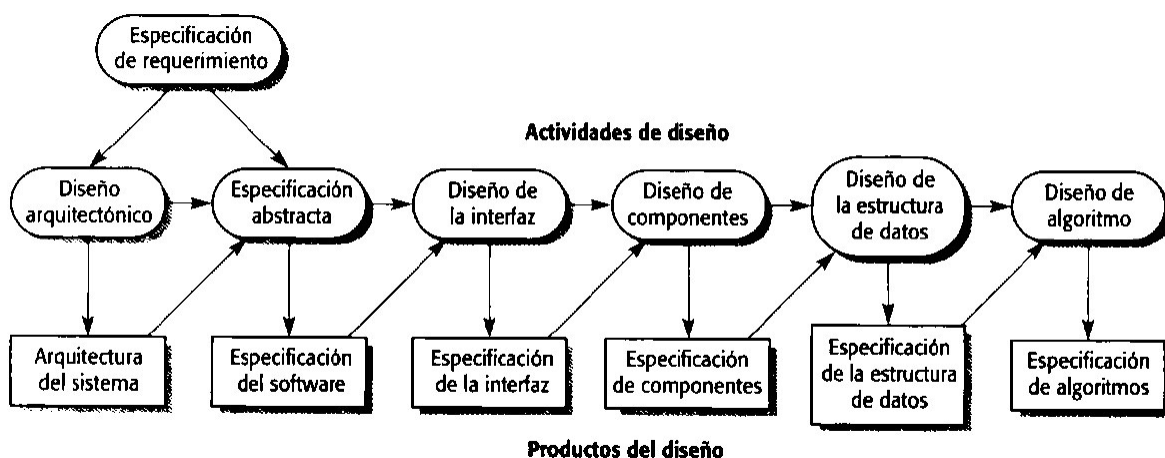 Especificación
de requerimiento
Actividades de diseño
Diseño
arquitectónico
Especificación
abstracta
Diseño de
la interfaz
Diseño de
componentes
Diseño de
la estructura
de datos
Diseño de
algoritmo
Arquitectura
del sistema
Especificación
del software
Especificación
de la interfaz
Especificación
de componentes
Especificación
de la estructura
de datos
Especificación
de algoritmos
Productos del diseño